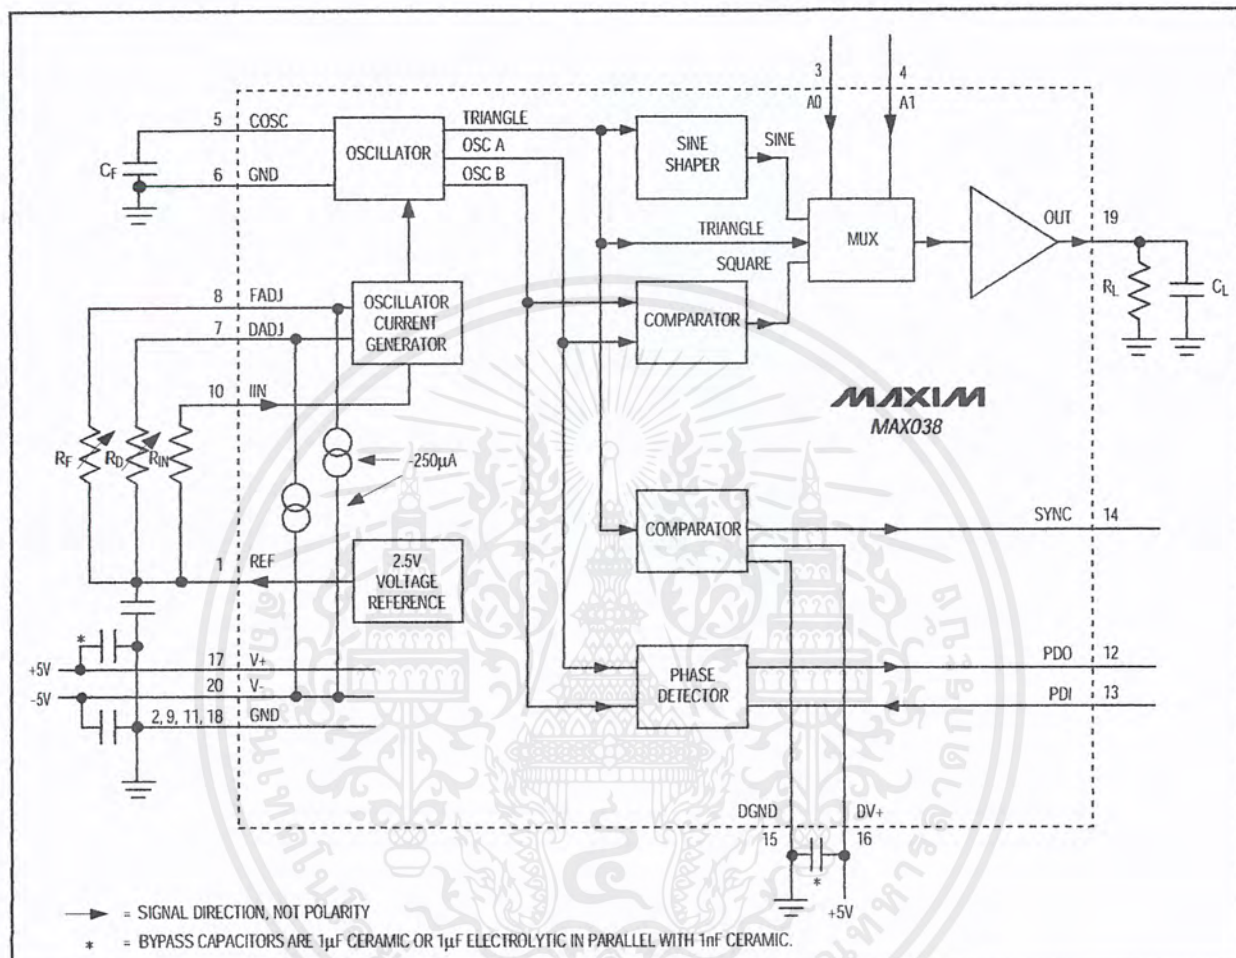 3
4
A0
A1
5
COSC
OSCILLATOR
TRIANGLE
OSC A
OSC B
SINE
SHAPER
SINE
CF
6
GND
MUX
OUT
19
TRIANGLE
SQUARE
RL
CL
8
FADJ
7
DADJ
OSCILLATOR
CURRENT
GENERATOR
COMPARATOR
10
IIN
MAXIM
MAX038
RF
RD
RIN
-250µA
COMPARATOR
SYNC
14
1
REF
2.5V
VOLTAGE
REFERENCE
*
+5V
17
V+
-5V
20
V-
2, 9, 11, 18
GND
PHASE
DETECTOR
PDO
12
PDI
13
DGND
DV+
15
16
*
+5V
= SIGNAL DIRECTION, NOT POLARITY
* = BYPASS CAPACITORS ARE 1µF CERAMIC OR 1µF ELECTROLYTIC IN PARALLEL WITH 1nF CERAMIC.